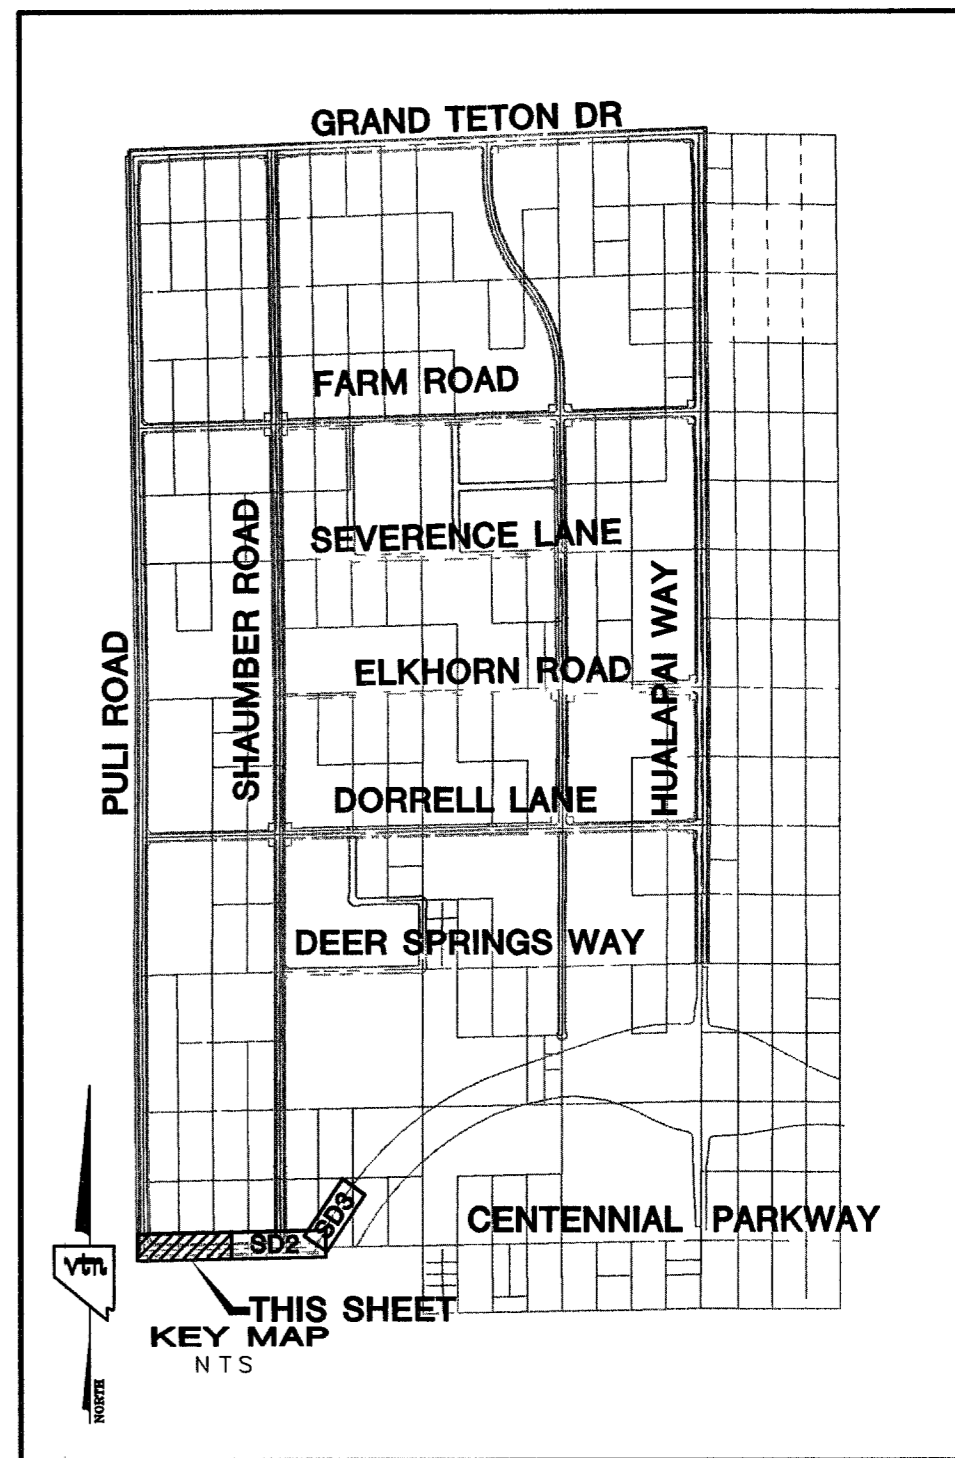 GRAND TETON DR
FARM ROAD
SEVERENCE LANE
SHAUMBER ROAD
HUALAPAI WAY
PULI ROAD
ELKHORN ROAD
DORRELL LANE
DEER SPRINGS WAY
SD3
CENTENNIAL PARKWAY
SD2
vtn
THIS SHEET
KEY MAP
NTS
NORTH